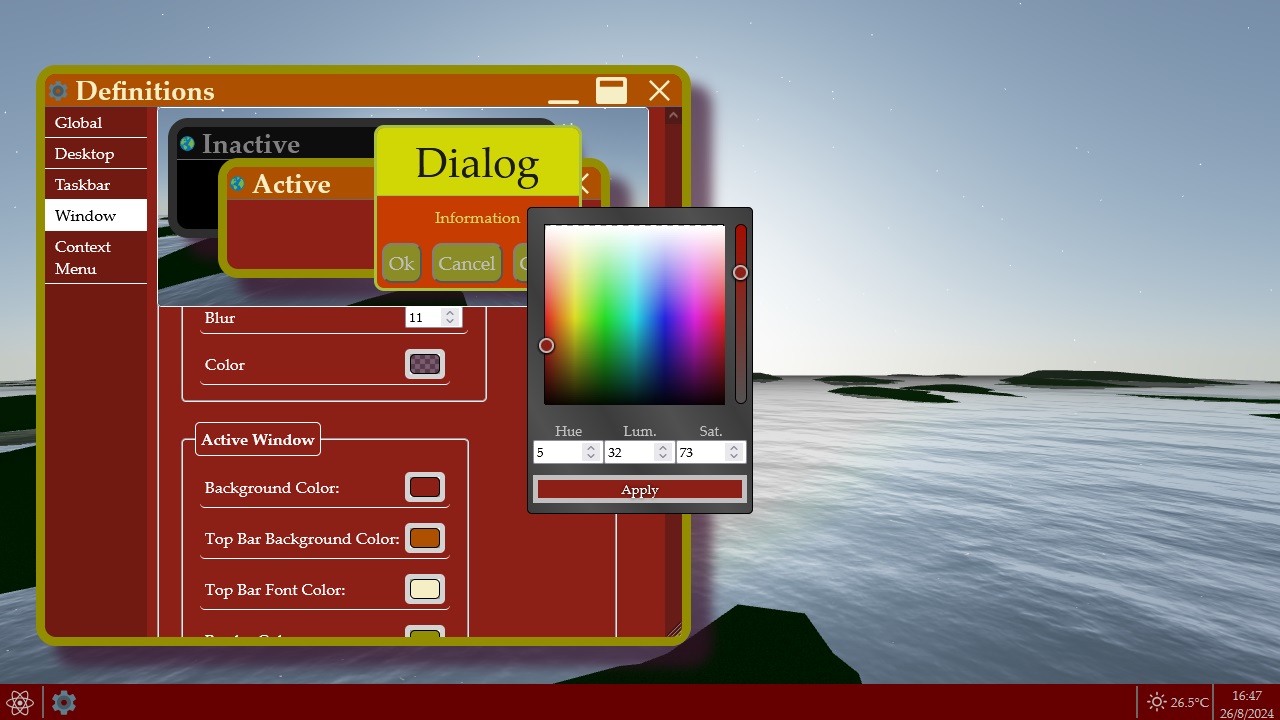 Definitions
Global
Desktop
Taskbar
Window
Context
Menu
Inactive
Active
Dialog
Information
Ok
Cancel
Blur
11
Color
Active Window
Background Color:
Top Bar Background Color:
Top Bar Font Color:
Hue
Lum.
Sat.
5
32
73
Apply
26.5°C
16:47
26/8/2024